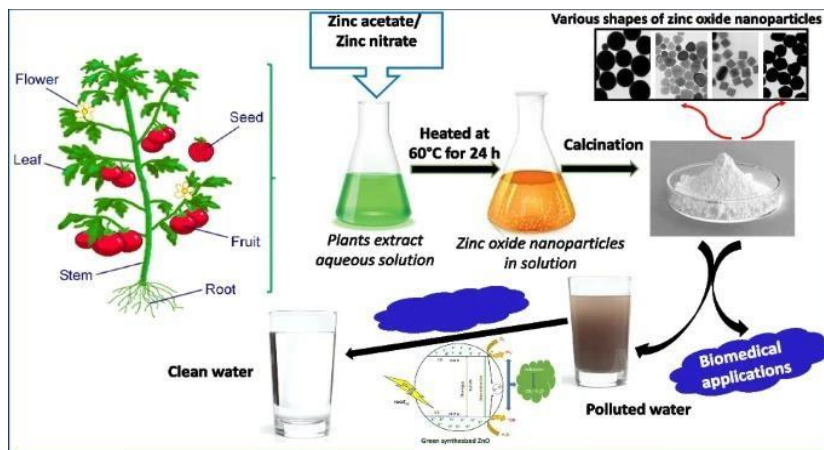 Zinc acetate/
Zinc nitrate
Various shapes of zinc oxide nanoparticles
Flower
Seed
Leaf
Fruit
Stem
Root
Heated at
60°C for 24 h
Calcination
Plants extract
aqueous solution
Zinc oxide nanoparticles
in solution
Clean water
Polluted water
Biomedical
applications
Green synthesized ZnO